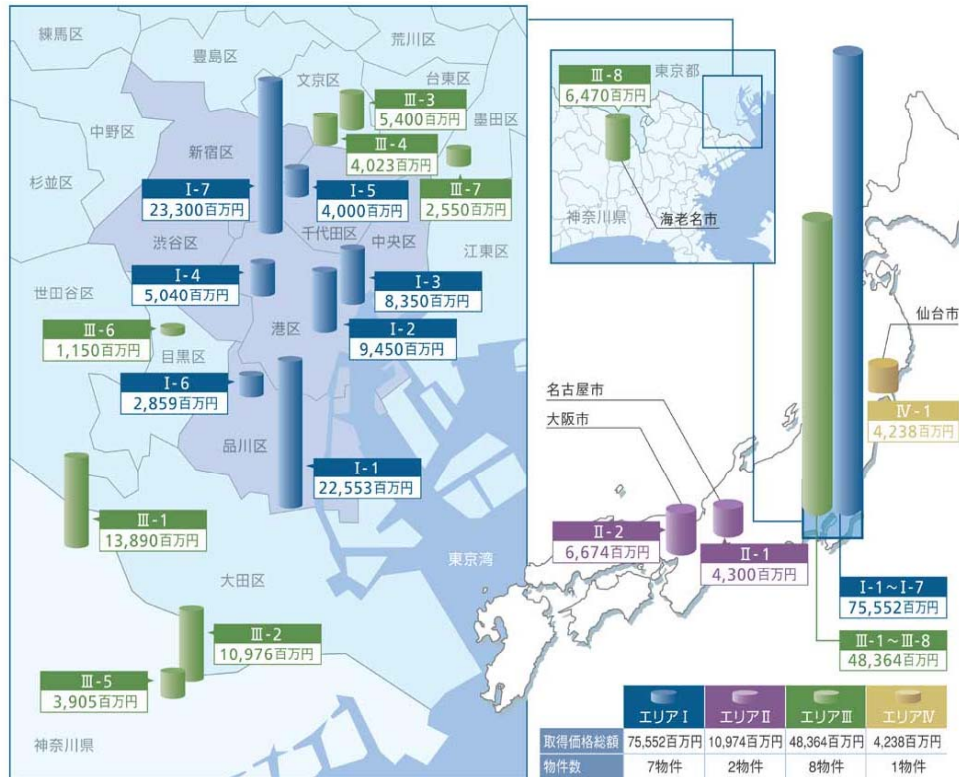 練馬区
豊島区
荒川区
文京区
台東区
Ⅲ-3
5,400百万円
墨田区
中野区
新宿区
Ⅲ-4
4,023百万円
杉並区
Ⅲ-7
2,550百万円
Ⅰ-7
23,300百万円
Ⅰ-5
4,000百万円
千代田区
中央区
渋谷区
江東区
Ⅰ-4
5,040百万円
Ⅰ-3
8,350百万円
世田谷区
Ⅲ-6
1,150百万円
港区
Ⅰ-2
9,450百万円
目黒区
Ⅰ-6
2,859百万円
品川区
Ⅰ-1
22,553百万円
Ⅲ-1
13,890百万円
東京湾
大田区
Ⅲ-2
10,976百万円
Ⅲ-5
3,905百万円
神奈川県
Ⅲ-8
6,470百万円
東京都
神奈川県
海老名市
仙台市
Ⅳ-1
4,238百万円
名古屋市
大阪市
Ⅱ-2
6,674百万円
Ⅱ-1
4,300百万円
Ⅰ-1～Ⅰ-7
75,552百万円
Ⅲ-1～Ⅲ-8
48,364百万円
エリアⅠ エリアⅡ エリアⅢ エリアⅣ
取得価格総額 75,552百万円 10,974百万円 48,364百万円 4,238百万円
物件数 7物件 2物件 8物件 1物件